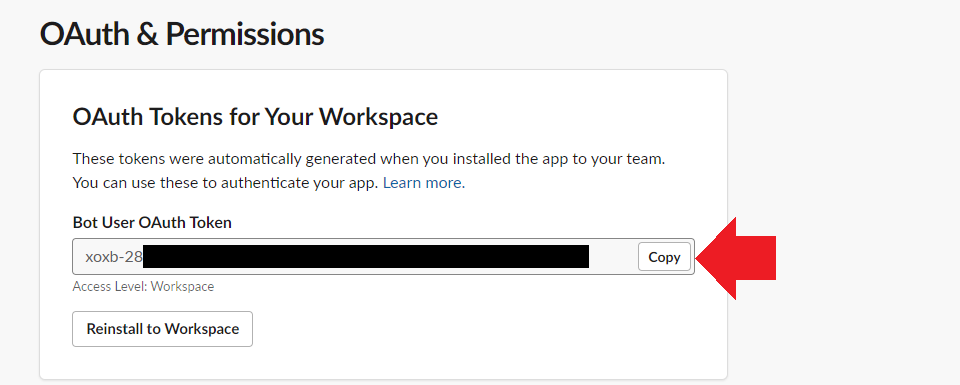 OAuth & Permissions
OAuth Tokens for Your Workspace
These tokens were automatically generated when you installed the app to your team.
You can use these to authenticate your app. Learn more.
Bot User OAuth Token
xoxb-28
Copy
Access Level: Workspace
Reinstall to Workspace